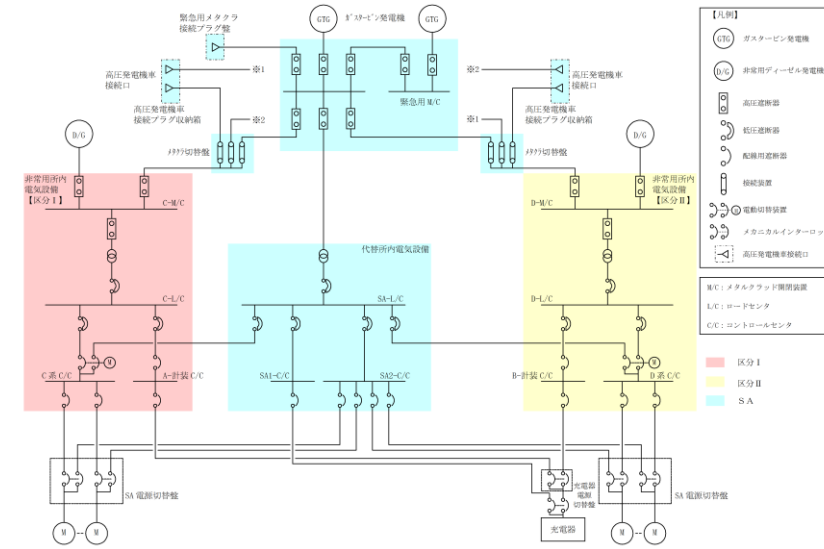 緊急用メタクラ
接続プラグ盤
GTG
ガスタービン発電機
GTG
高圧発電機車
接続口
※1
※2
高圧発電機車
接続口
緊急用 M/C
高圧発電機車
接続プラグ収納箱
※2
※1
高圧発電機車
接続プラグ収納箱
D/G
メタクラ切替盤
メタクラ切替盤
D/G
非常用所内
電気設備
【区分Ⅰ】
C-M/C
非常用所内
電気設備
【区分Ⅱ】
D-M/C
代替所内電気設備
C-L/C
SA-L/C
D-L/C
M
M
C系 C/C
A-計装 C/C
SA1-C/C
SA2-C/C
B-計装 C/C
D系 C/C
SA電源切替盤
充電器
電源
切替盤
SA電源切替盤
M
M
充電器
M
M
【凡例】
GTG
ガスタービン発電機
D/G
非常用ディーゼル発電機
高圧遮断器
低圧遮断器
配線用遮断器
接続装置
M
電動切替装置
メカニカルインターロッ
高圧発電機車接続口
M/C：メタルクラッド開閉装置
L/C：ロードセンタ
C/C：コントロールセンタ
区分Ⅰ
区分Ⅱ
SA